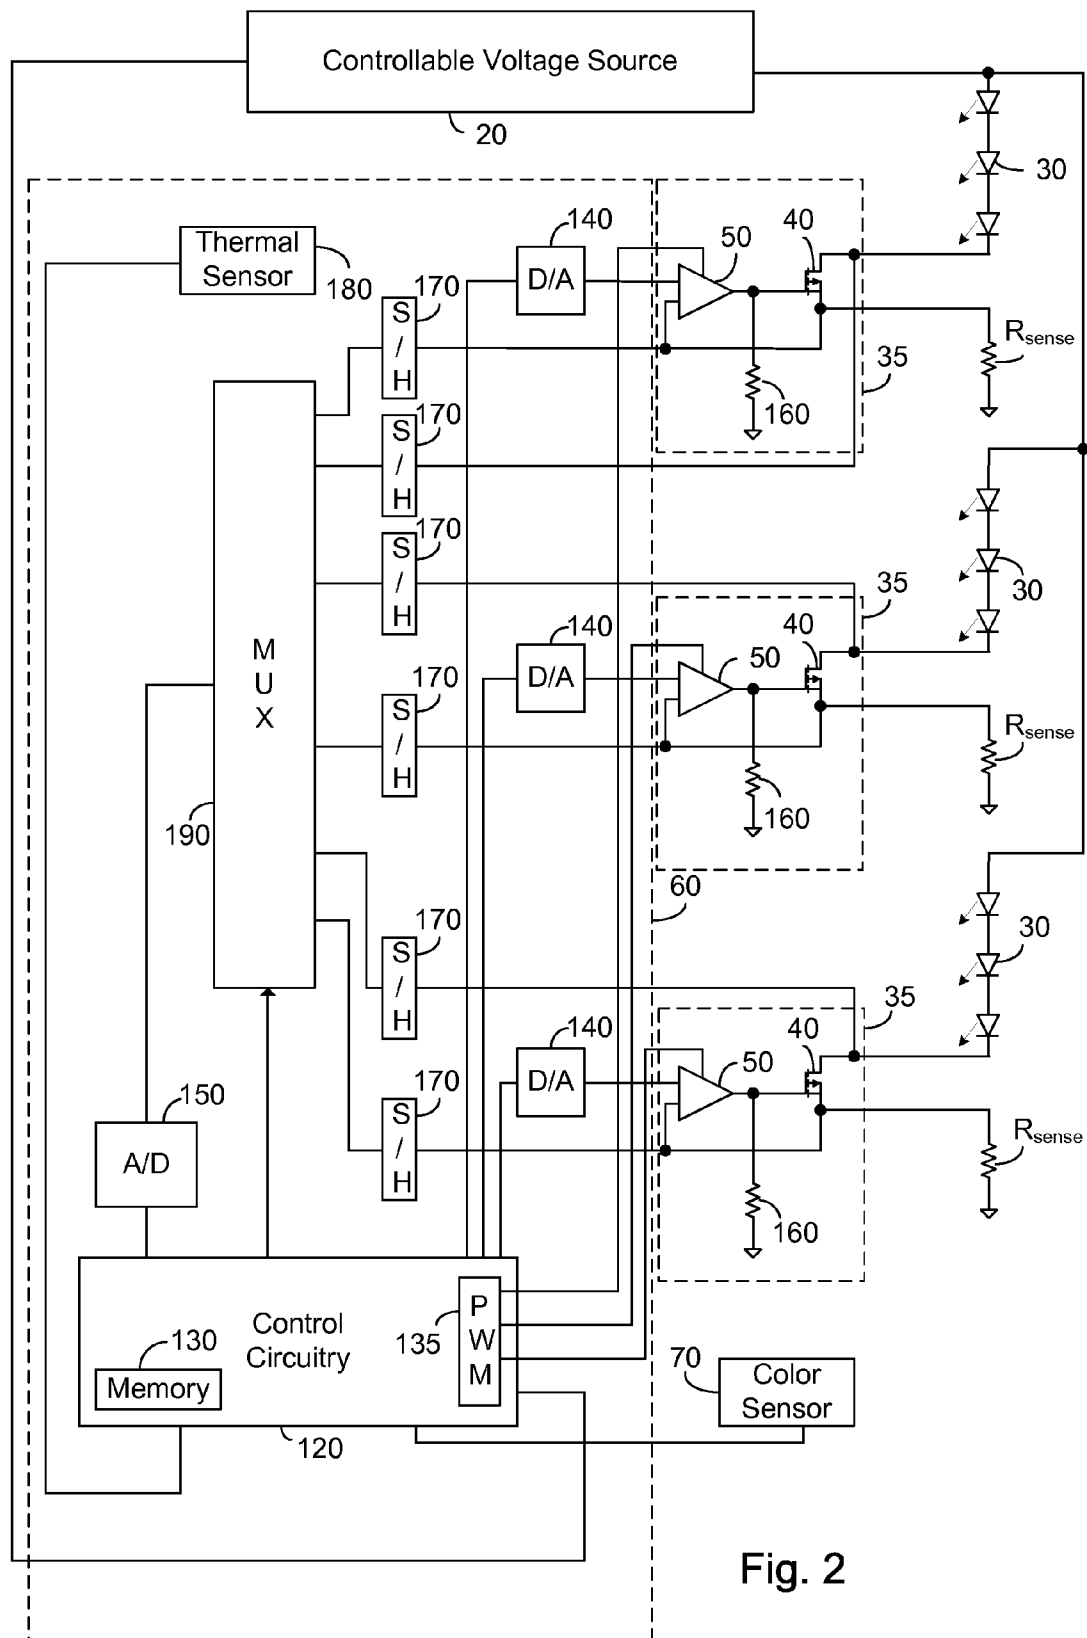 Controllable Voltage Source
20
30
140
50
40
Thermal
Sensor
180
D/A
170
S
/
H
Rsense
35
160
170
S
/
H
170
S
/
H
35
30
140
40
D/A
50
M
U
X
170
S
/
H
Rsense
190
160
60
170
S
/
H
30
35
140
40
50
D/A
150
170
S
/
H
A/D
Rsense
160
P
W
M
135
Control
Circuitry
130
Memory
70
Color
Sensor
120
Fig. 2